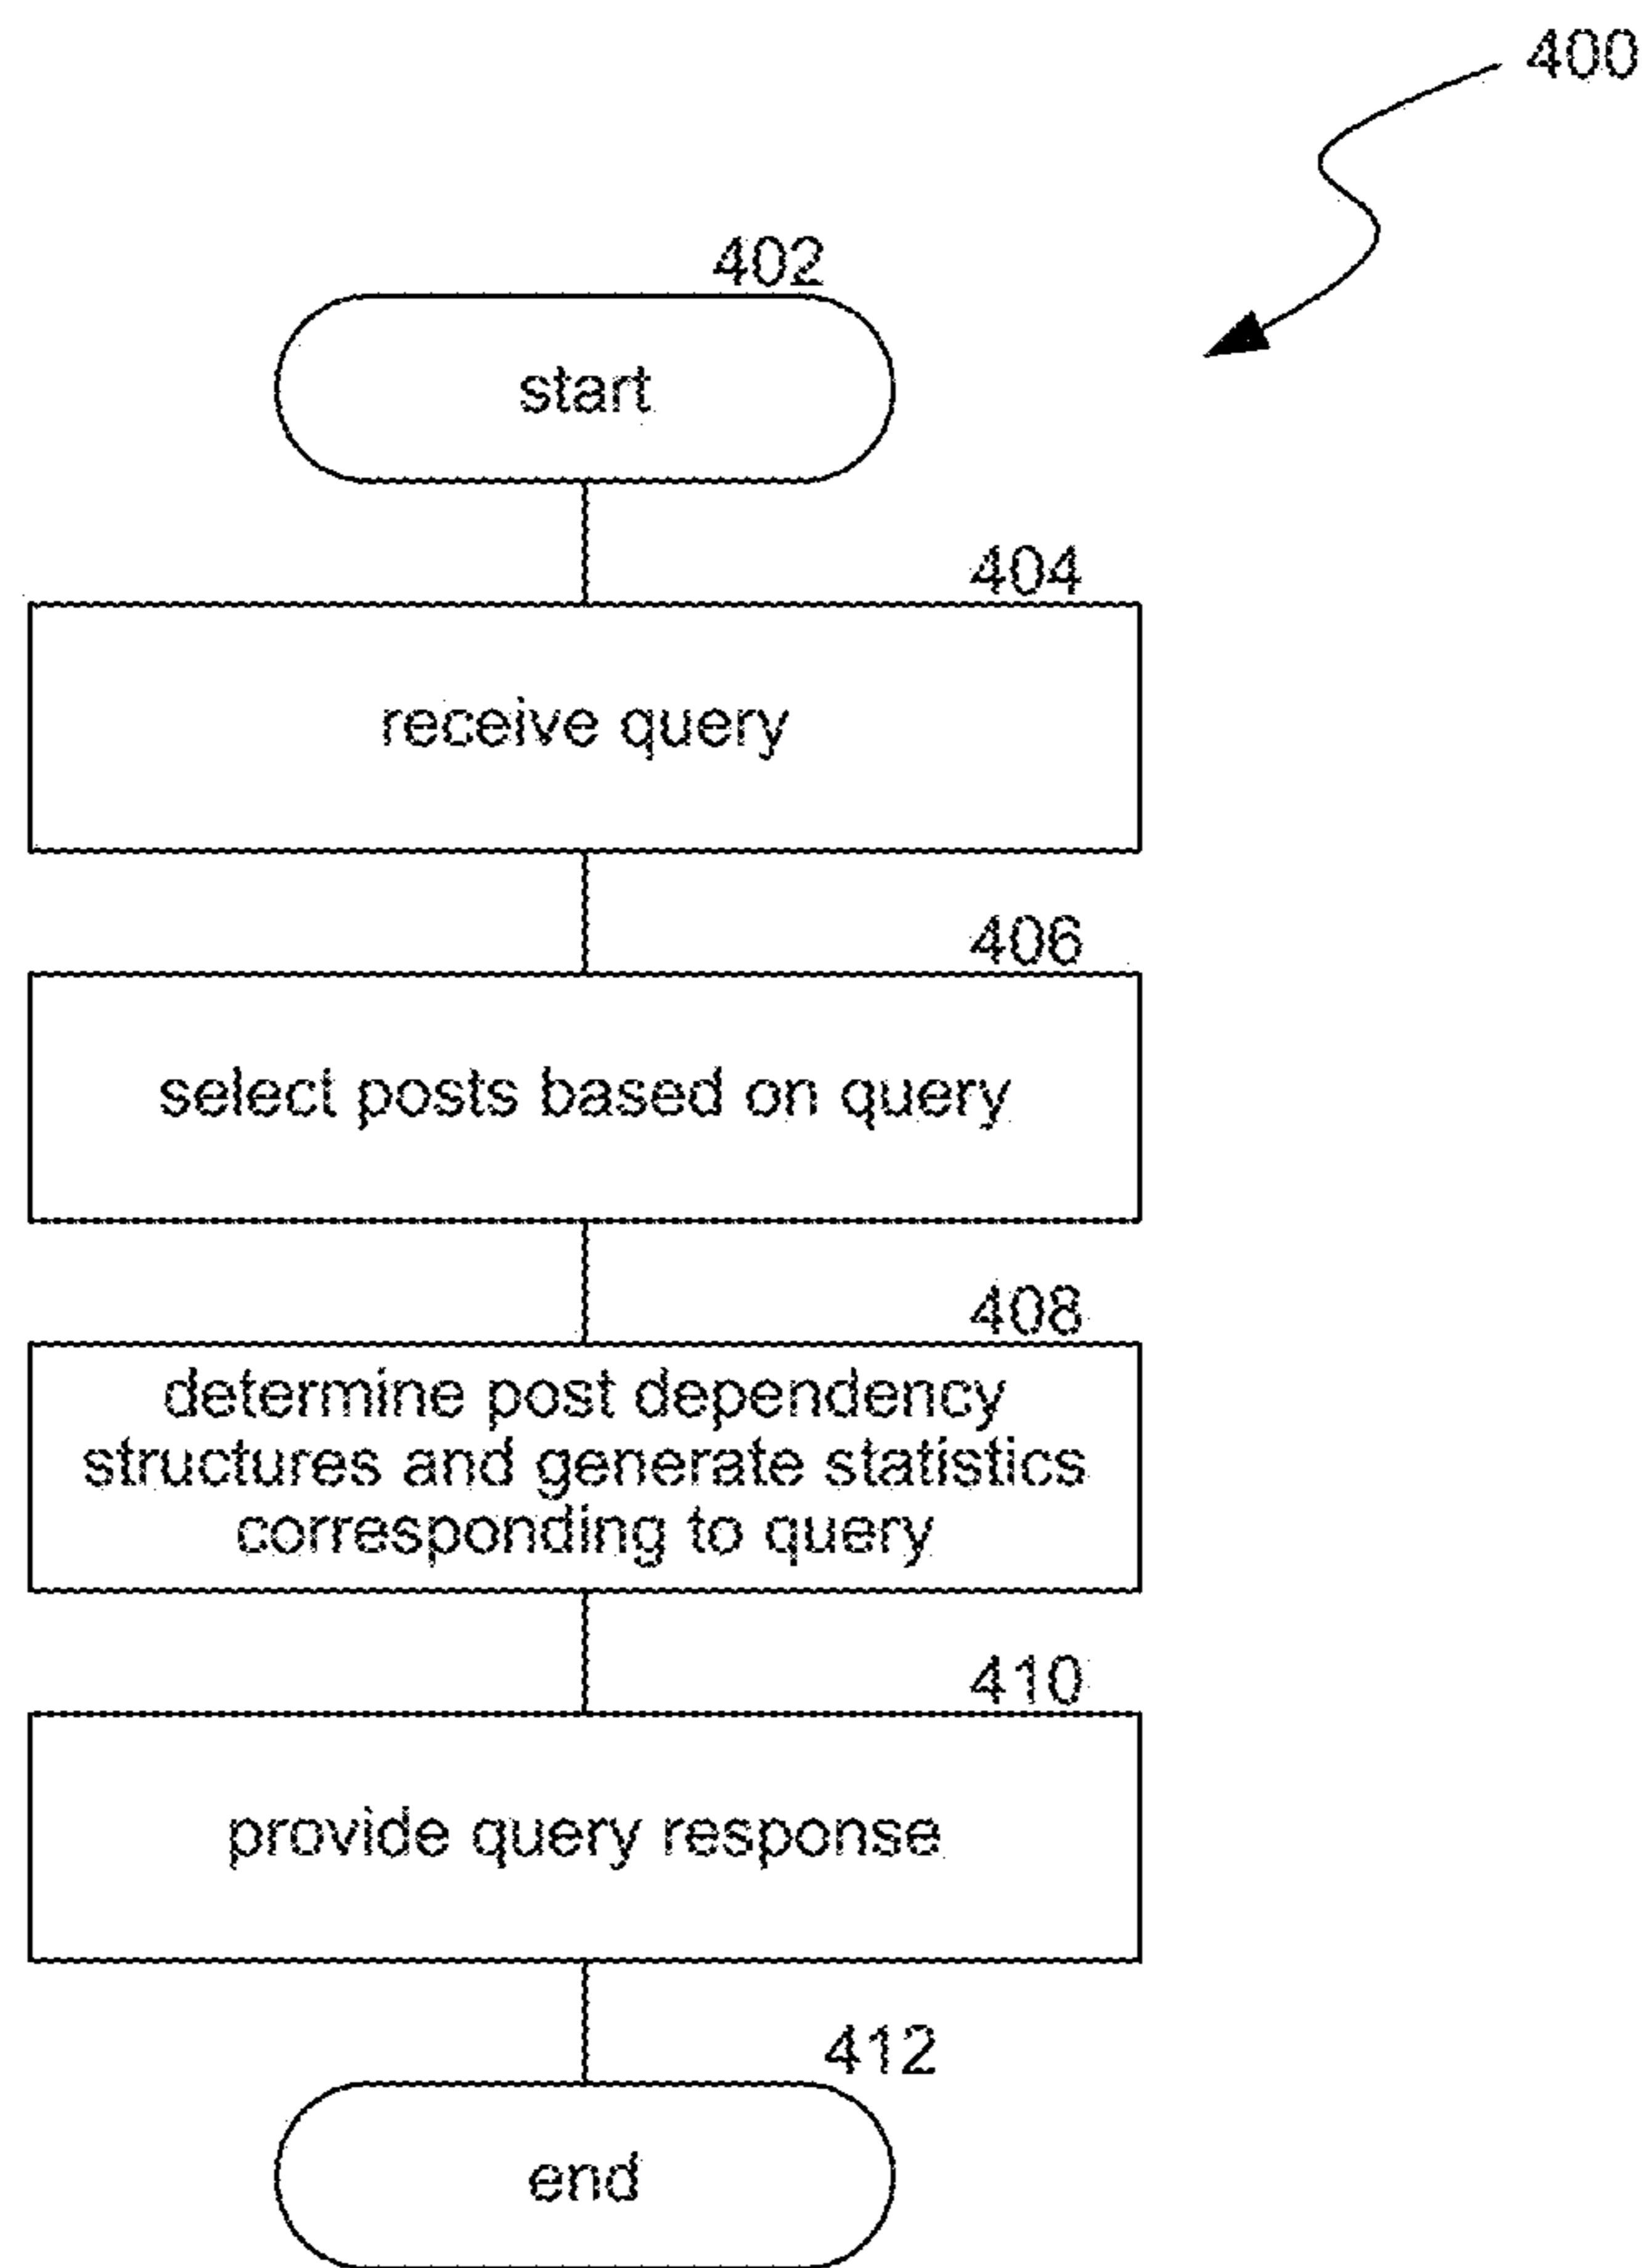 400
402
start
404
receive query
406
select posts based on query
408
determine post dependency
structures and generate statistics
corresponding to query
410
provide query response
412
end